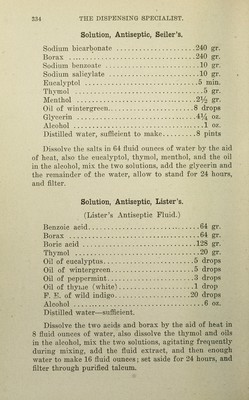 334 THE DISPENSING SPECIALIST.
Solution, Antiseptic, Seiler's.
Sodium bicarbonate ..................240 gr.
Borax ..................240 gr.
Sodium benzoate ..................10 gr.
Sodium salicylate ..................10 gr.
Eucalyptol ..................5 min.
Thymol ..................5 gr.
Menthol ..................2½ gr.
Oil of wintergreen..................8 drops
Glycerin ..................4¼ oz.
Alcohol ..................1 oz.
Distilled water, sufficient to make.........8 pints
Dissolve the salts in 64 fluid ounces of water by the aid
of heat, also the eucalyptol, thymol, menthol, and the oil
in the alcohol, mix the two solutions, add the glycerin and
the remainder of the water, allow to stand for 24 hours,
and filter.
Solution, Antiseptic, Lister's.
(Lister's Antiseptic Fluid.)
Benzoic acid..................64 gr.
Borax ..................64 gr.
Boric acid ..................128 gr.
Thymol ..................20 gr.
Oil of eucalyptus..................5 drops
Oil of wintergreen..................5 drops
Oil of peppermint..................3 drops
Oil of thyme (white)..................1 drop
F. E. of wild indigo..................20 drops
Alcohol ..................6 oz.
Distilled water—sufficient.
Dissolve the two acids and borax by the aid of heat in
8 fluid ounces of water, also dissolve the thymol and oils
in the alcohol, mix the two solutions, agitating frequently
during mixing, add the fluid extract, and then enough
water to make 16 fluid ounces; set aside for 24 hours, and
filter through purified talcum.